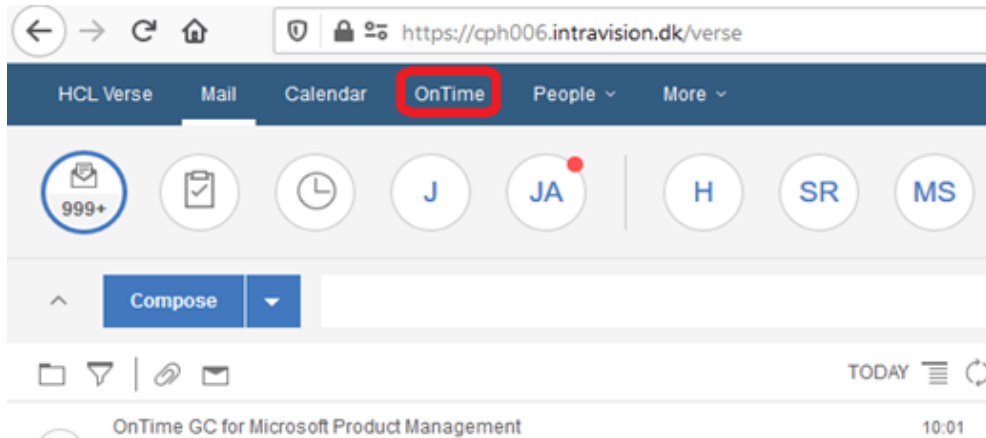 https://cph006.intravision.dk/verse
HCL Verse Mail Calendar OnTime People More
999+ J JA H SR MS
Compose
TODAY
OnTime GC for Microsoft Product Management 10:01